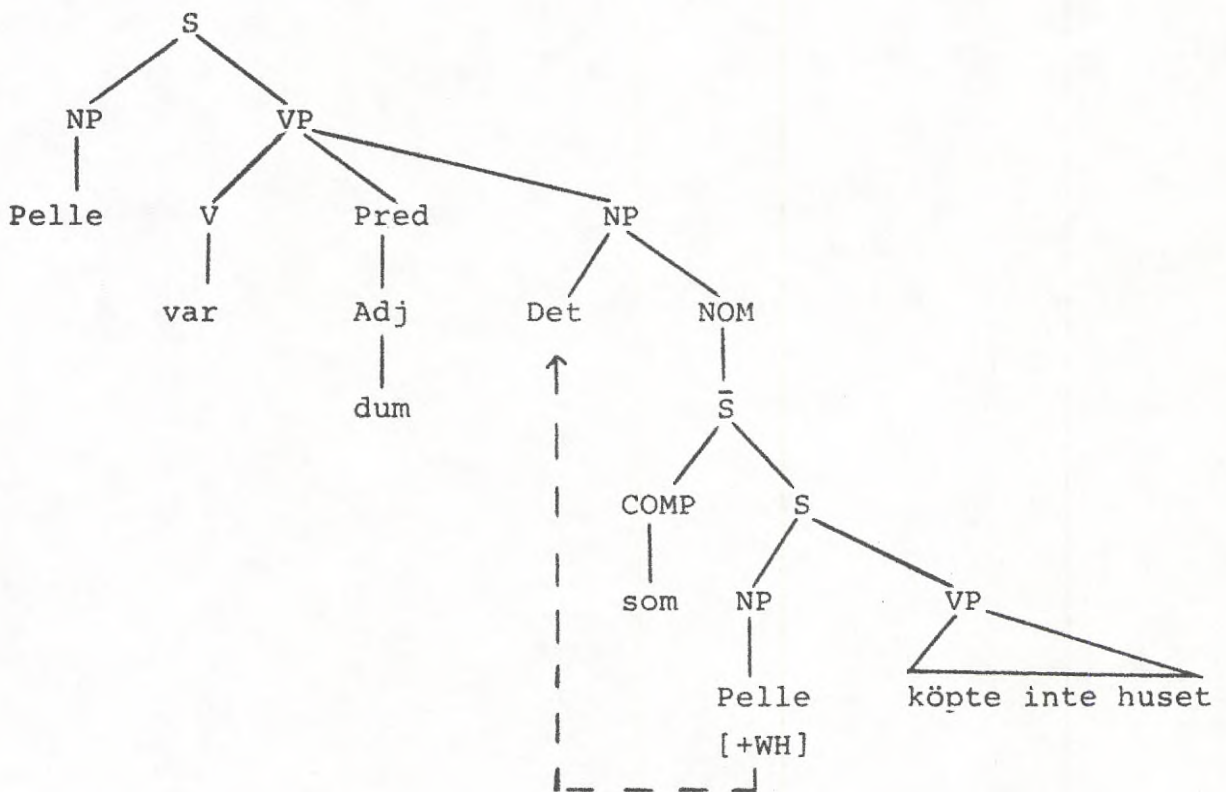 S
NP VP
Pelle V Pred NP
var Adj Det NOM
dum S̄
COMP S
som NP VP
Pelle köpte inte huset
[+WH]